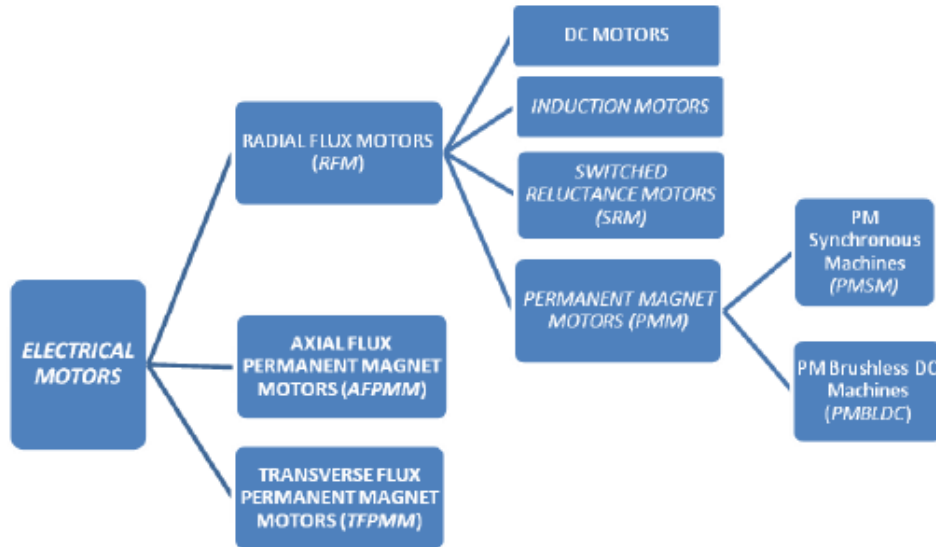 DC MOTORS
INDUCTION MOTORS
RADIAL FLUX MOTORS
(RFM)
SWITCHED
RELUCTANCE MOTORS
(SRM)
PM
Synchronous
Machines
(PMSM)
PERMANENT MAGNET
MOTORS (PMM)
ELECTRICAL
MOTORS
AXIAL FLUX
PERMANENT MAGNET
MOTORS (AFPMM)
PM Brushless DC
Machines
(PMBLDC)
TRANSVERSE FLUX
PERMANENT MAGNET
MOTORS (TFPMM)